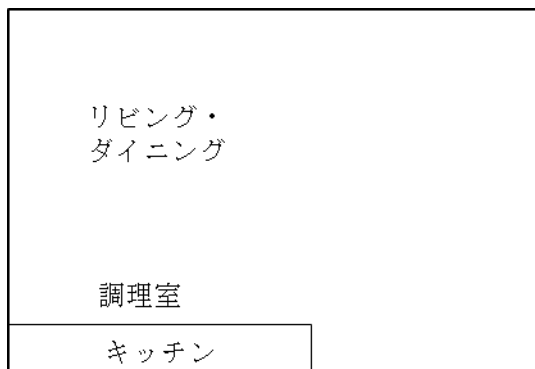 リビング・
ダイニング
調理室
キッチン